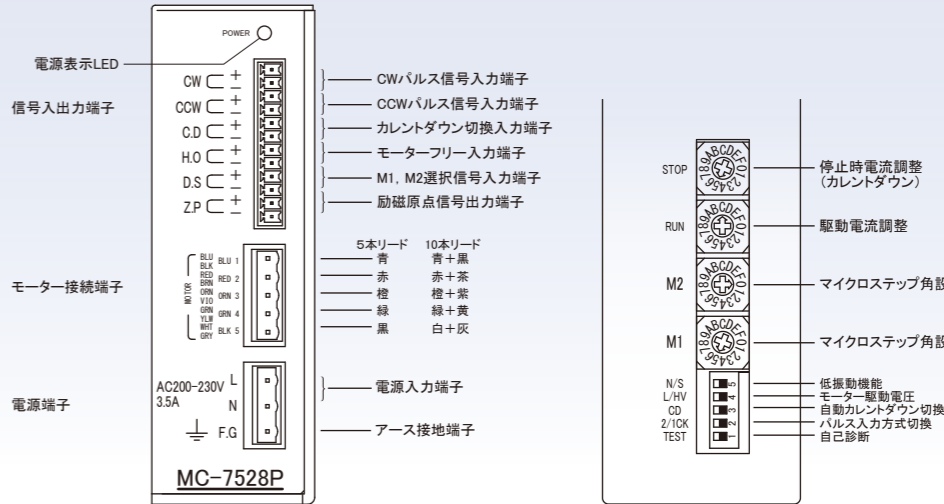 POWER
電源表示LED
信号入出力端子
CW + −
CCW + −
C.D + −
H.O + −
D.S + −
Z.P + −
CWパルス信号入力端子
CCWパルス信号入力端子
カレントダウン切換入力端子
モーターフリー入力端子
M1, M2選択信号入力端子
励磁原点信号出力端子
モーター接続端子
MOTOR
BLU
BLK
RED
BRN
ORN
VIO
GRN
YLW
WHT
GRY
BLU 1
RED 2
ORN 3
GRN 4
BLK 5
5本リード 10本リード
青 青+黒
赤 赤+茶
橙 橙+紫
緑 緑+黄
黒 白+灰
電源端子
AC200-230V
3.5A
L
N
F.G
電源入力端子
アース接地端子
MC-7528P
STOP
0123456789ABCDEF
停止時電流調整
(カレントダウン)
RUN
0123456789ABCDEF
駆動電流調整
M2
0123456789ABCDEF
マイクロステップ角設
M1
0123456789ABCDEF
マイクロステップ角設
N/S 5 低振動機能
L/HV 4 モーター駆動電圧
CD 3 自動カレントダウン切換
2/1CK 2 パルス入力方式切換
TEST 1 自己診断